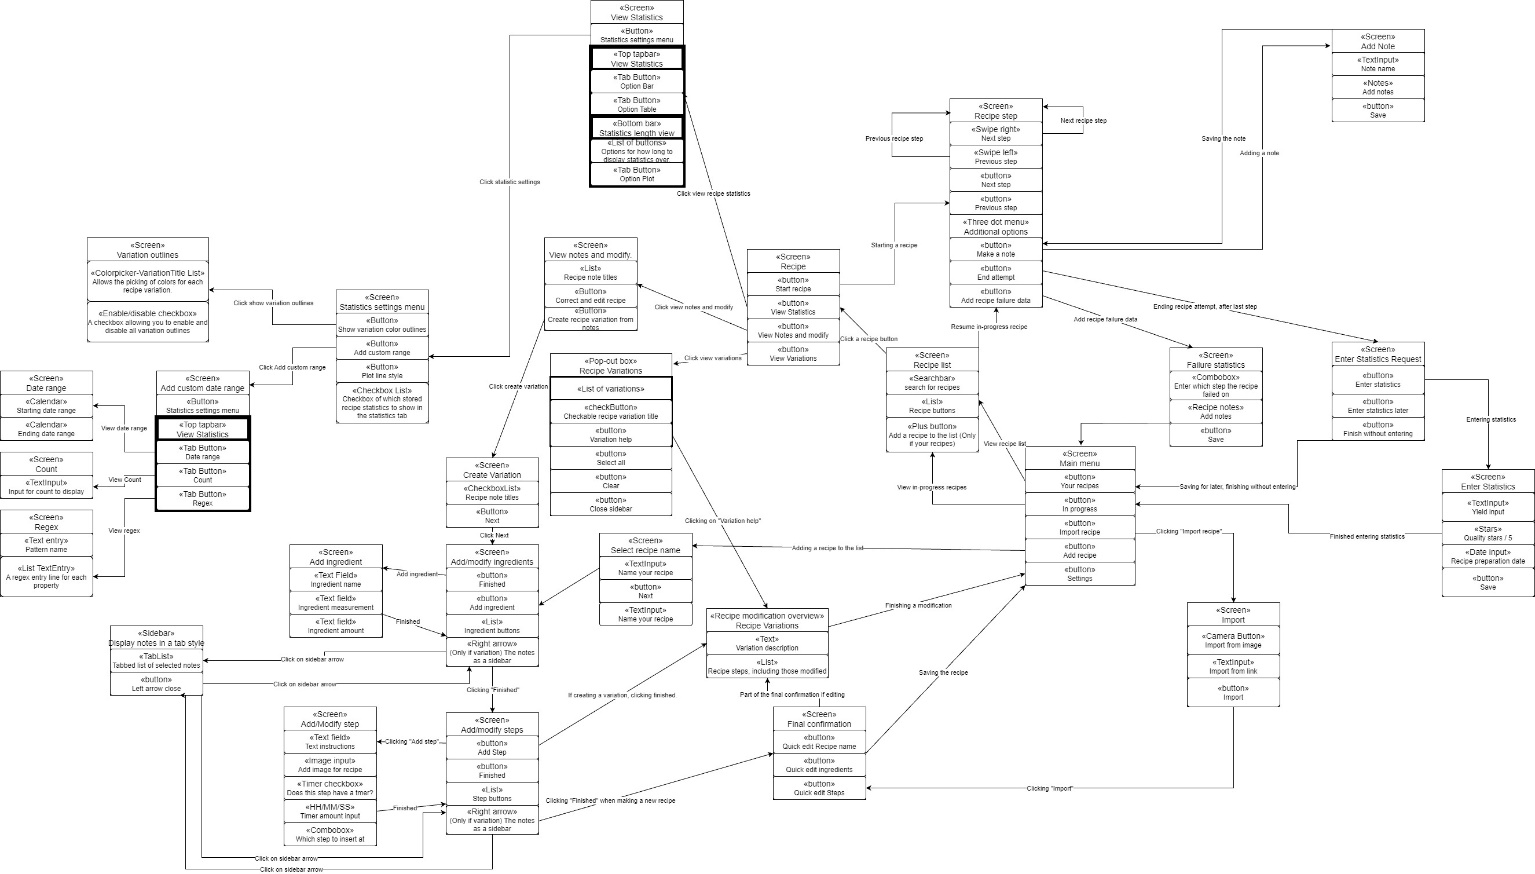 «Screen»
View Statistics
«Button»
Statistics settings menu
«Top tapbar»
View Statistics
«Tab Button»
Option Bar
«Tab Button»
Option Table
«Bottom bar»
Statistics length view
«List of buttons»
Options for how long to
display statistics over
«Tab Button»
Option Plot
Click statistic settings
Click view recipe statistics
«Screen»
Add Note
«TextInput»
Note name
«Notes»
Add notes
«button»
Save
Saving the note
Adding a note
«Screen»
Recipe step
«Swipe right»
Next step
«Swipe left»
Previous step
«button»
Next step
«button»
Previous step
«Three dot menu»
Additional options
«button»
Make a note
«button»
End attempt
«button»
Add recipe failure data
Previous recipe step
Next recipe step
Starting a recipe
Resume in-progress recipe
Ending recipe attempt, after last step
Add recipe failure data
«Screen»
Variation outlines
«Colorpicker-VariationTitle List»
Allows the picking of colors for each
recipe variation.
«Enable/disable checkbox»
A checkbox allowing you to enable and
disable all variation outlines
Click show variation outlines
«Screen»
Statistics settings menu
«Button»
Show variation color outlines
«Button»
Add custom range
«Button»
Plot line style
«Checkbox List»
Checkbox of which stored
recipe statistics to show in
the statistics tab
Click Add custom range
«Screen»
View notes and modify.
«List»
Recipe note titles
«Button»
Correct and edit recipe
«Button»
Create recipe variation from
notes
Click view notes and modify
«Screen»
Recipe
«button»
Start recipe
«button»
View Statistics
«button»
View Notes and modify
«button»
View Variations
Click view variations
Click a recipe button
Click create variation
«Pop-out box»
Recipe Variations
«List of variations»
«checkButton»
Checkable recipe variation title
«button»
Variation help
«button»
Select all
«button»
Clear
«button»
Close sidebar
Clicking on "Variation help"
«Screen»
Recipe list
«Searchbar»
search for recipes
«List»
Recipe buttons
«Plus button»
Add a recipe to the list (Only
if your recipes)
View recipe list
View in-progress recipes
«Screen»
Failure statistics
«Combobox»
Enter which step the recipe
failed on
«Recipe notes»
Add notes
«button»
Save
«Screen»
Enter Statistics Request
«button»
Enter statistics
«button»
Enter statistics later
«button»
Finish without entering
Entering statistics
Saving for later, finishing without entering
«Screen»
Enter Statistics
«TextInput»
Yield input
«Stars»
Quality stars / 5
«Date Input»
Recipe preparation date
«button»
Save
Finished entering statistics
«Screen»
Main menu
«button»
Your recipes
«button»
In progress
«button»
Import recipe
«button»
Add recipe
«button»
Settings
Clicking "Import recipe"
Adding a recipe to the list
«Screen»
Date range
«Calendar»
Starting date range
«Calendar»
Ending date range
View date range
«Screen»
Add custom date range
«Button»
Statistics settings menu
«Top tapbar»
View Statistics
«Tab Button»
Date range
«Tab Button»
Count
«Tab Button»
Regex
«Screen»
Count
«TextInput»
Input for count to display
View Count
«Screen»
Regex
«Text entry»
Pattern name
«List TextEntry»
A regex entry line for each
property
View regex
«Screen»
Create Variation
«CheckboxList»
Recipe note titles
«Button»
Next
Click Next
«Screen»
Add/modify ingredients
«button»
Finished
«button»
Add ingredient
«List»
Ingredient buttons
«Right arrow»
(Only if variation) The notes
as a sidebar
«Screen»
Add ingredient
«Text Field»
Ingredient name
«Text field»
Ingredient measurement
«Text field»
Ingredient amount
Add ingredient
Finished
«Screen»
Select recipe name
«TextInput»
Name your recipe
«button»
Next
«TextInput»
Name your recipe
«Sidebar»
Display notes in a tab style
«TabList»
Tabbed list of selected notes
«button»
Left arrow close
Click on sidebar arrow
Click on sidebar arrow
Clicking "Finished"
«Recipe modification overview»
Recipe Variations
«Text»
Variation description
«List»
Recipe steps, including those modified
Finishing a modification
If creating a variation, clicking finished
Part of the final confirmation if editing
Saving the recipe
«Screen»
Import
«Camera Button»
Import from image
«TextInput»
Import from link
«button»
Import
Clicking "Import"
«Screen»
Add/Modify step
«Text field»
Text instructions
«Image input»
Add image for recipe
«Timer checkbox»
Does this step have a timer?
«HH/MM/SS»
Timer amount input
«Combobox»
Which step to insert at
Clicking "Add step"
Finished
«Screen»
Add/modify steps
«button»
Add Step
«button»
Finished
«List»
Step buttons
«Right arrow»
(Only if variation) The notes
as a sidebar
Clicking "Finished" when making a new recipe
«Screen»
Final confirmation
«button»
Quick edit Recipe name
«button»
Quick edit ingredients
«button»
Quick edit Steps
Click on sidebar arrow
Click on sidebar arrow